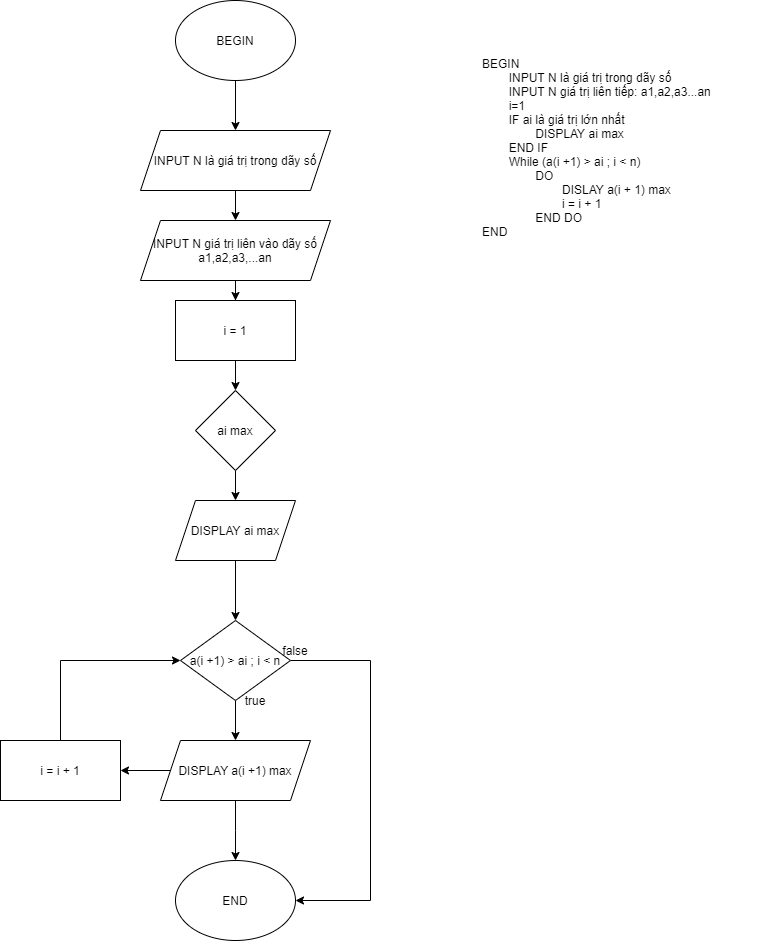 BEGIN
INPUT N là giá trị trong dãy số
INPUT N giá trị liên vào dãy số
a1,a2,a3,...an
i = 1
ai max
DISPLAY ai max
a(i +1) > ai ; i < n
false
true
DISPLAY a(i +1) max
i = i + 1
END
BEGIN
INPUT N là giá trị trong dãy số
INPUT N giá trị liên tiếp: a1,a2,a3...an
i=1
IF ai là giá trị lớn nhất
DISPLAY ai max
END IF
While (a(i +1) > ai ; i < n)
DO
DISLAY a(i + 1) max
i = i + 1
END DO
END